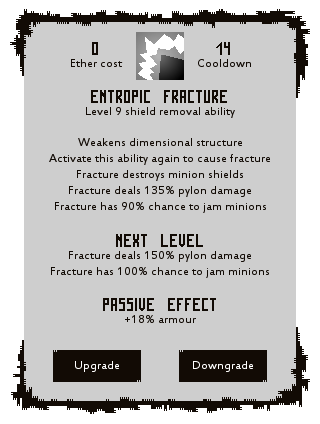 0 14
Ether cost Cooldown
ENTROPIC FRACTURE
Level 9 shield removal ability
Weakens dimensional structure
Activate this ability again to cause fracture
Fracture destroys minion shields
Fracture deals 135% pylon damage
Fracture has 90% chance to jam minions
NEXT LEVEL
Fracture deals 150% pylon damage
Fracture has 100% chance to jam minions
PASSIVE EFFECT
+18% armour
Upgrade Downgrade